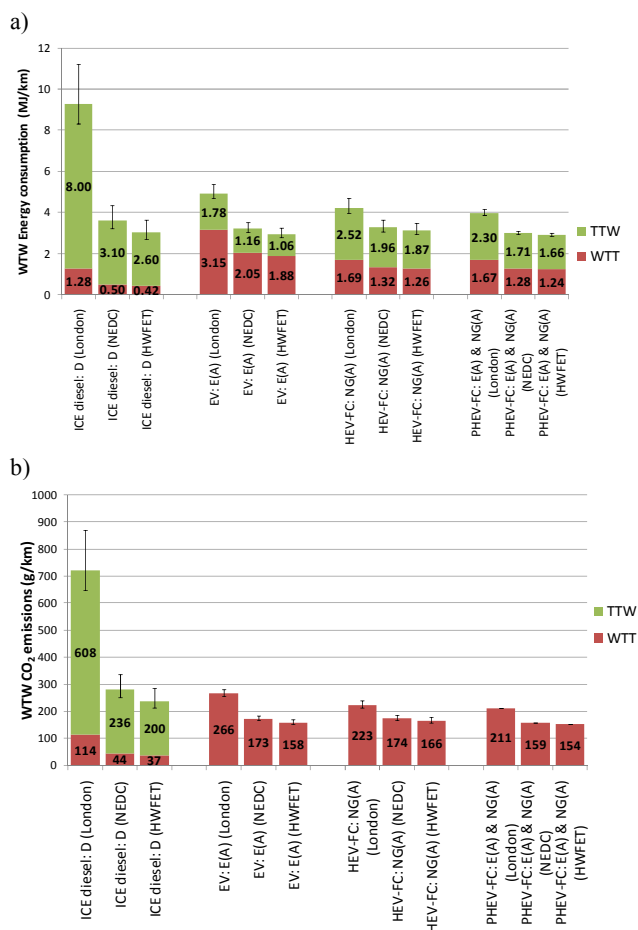 a)
12
10
8
6
4
2
0
WTW Energy consumption (MJ/km)
8.00
1.28
3.10
0.50
2.60
0.42
1.78
3.15
1.16
2.05
1.06
1.88
2.52
1.69
1.96
1.32
1.87
1.26
2.30
1.67
1.71
1.28
1.66
1.24
TTW
WTT
ICE diesel: D (London)
ICE diesel: D (NEDC)
ICE diesel: D (HWFET)
EV: E(A) (London)
EV: E(A) (NEDC)
EV: E(A) (HWFET)
HEV-FC: NG(A) (London)
HEV-FC: NG(A) (NEDC)
HEV-FC: NG(A) (HWFET)
PHEV-FC: E(A) & NG(A)
(London)
PHEV-FC: E(A) & NG(A)
(NEDC)
PHEV-FC: E(A) & NG(A)
(HWFET)
b)
1000
900
800
700
600
500
400
300
200
100
0
WTW CO₂ emissions (g/km)
608
114
236
44
200
37
266
173
158
223
174
166
211
159
154
TTW
WTT
ICE diesel: D (London)
ICE diesel: D (NEDC)
ICE diesel: D (HWFET)
EV: E(A) (London)
EV: E(A) (NEDC)
EV: E(A) (HWFET)
HEV-FC: NG(A)
(London)
HEV-FC: NG(A) (NEDC)
HEV-FC: NG(A) (HWFET)
PHEV-FC: E(A) & NG(A)
(London)
PHEV-FC: E(A) & NG(A)
(NEDC)
PHEV-FC: E(A) & NG(A)
(HWFET)